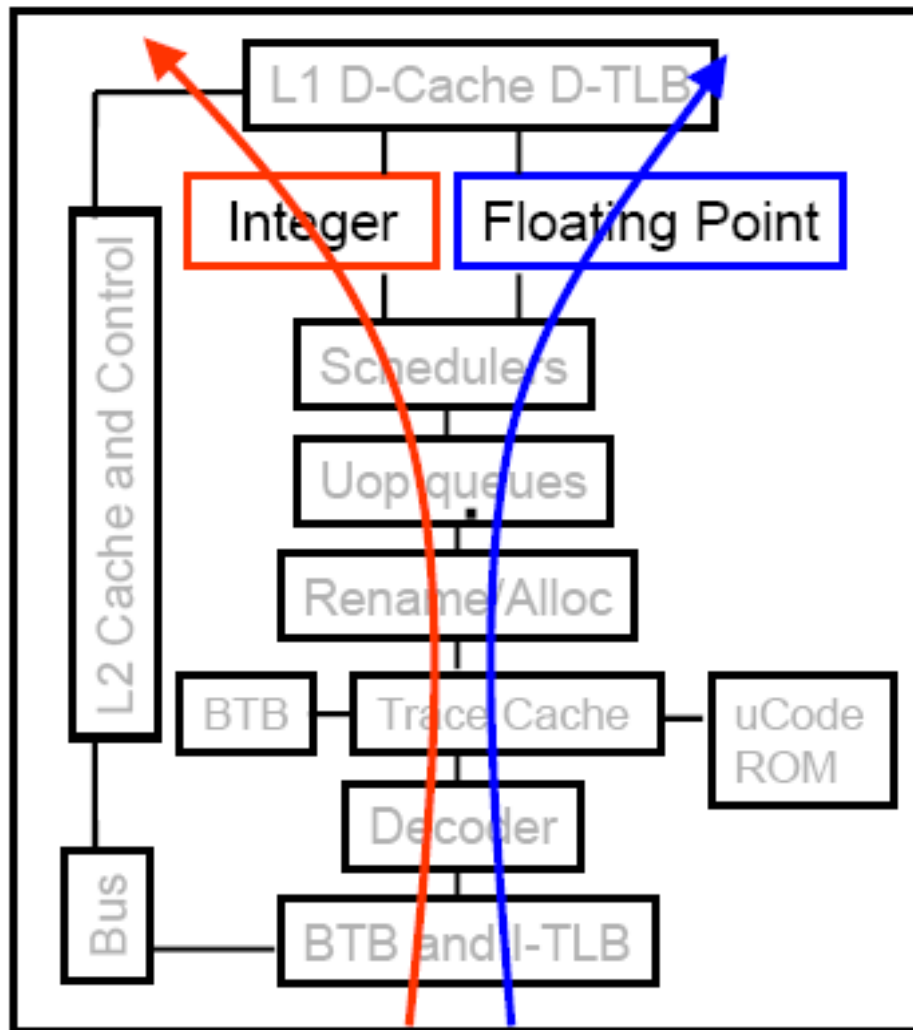 L1 D-Cache D-TLB
Integer
Floating Point
L2 Cache and Control
Schedulers
Uop queues
Rename/Alloc
BTB
Trace Cache
uCode
ROM
Decoder
Bus
BTB and I-TLB